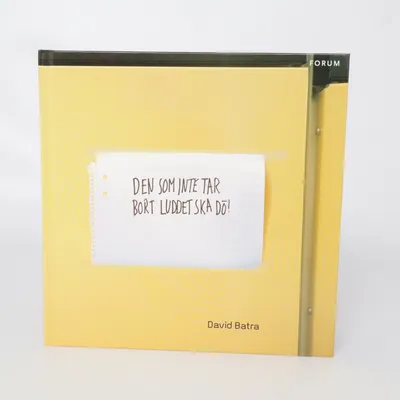 FORUM
DEN SOM INTE TAR
BORT LUDDET SKA DÖ!
David Batra